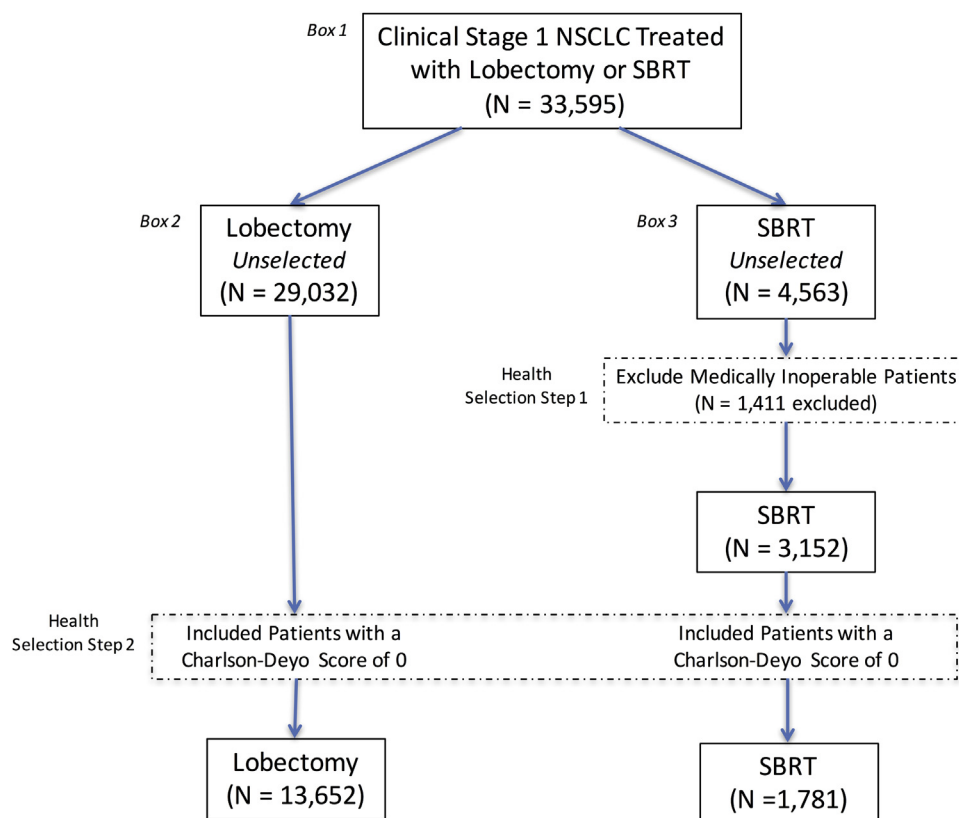 Box 1
Clinical Stage 1 NSCLC Treated
with Lobectomy or SBRT
(N = 33,595)
Box 2
Lobectomy
Unselected
(N = 29,032)
Box 3
SBRT
Unselected
(N = 4,563)
Health
Selection Step 1
Exclude Medically Inoperable Patients
(N = 1,411 excluded)
SBRT
(N = 3,152)
Health
Selection Step 2
Included Patients with a
Charlson-Deyo Score of 0
Included Patients with a
Charlson-Deyo Score of 0
Lobectomy
(N = 13,652)
SBRT
(N =1,781)